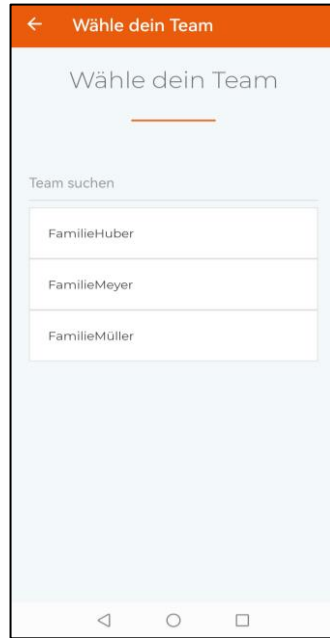 Wähle dein Team
Wähle dein Team
Team suchen
FamilieHuber
FamilieMeyer
FamilieMüller